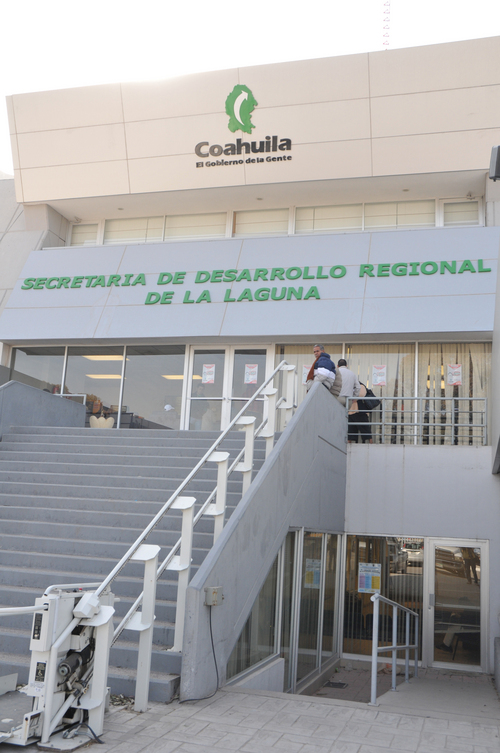 Coahuila
El Gobierno de la Gente
SECRETARIA DE DESARROLLO REGIONAL
DE LA LAGUNA